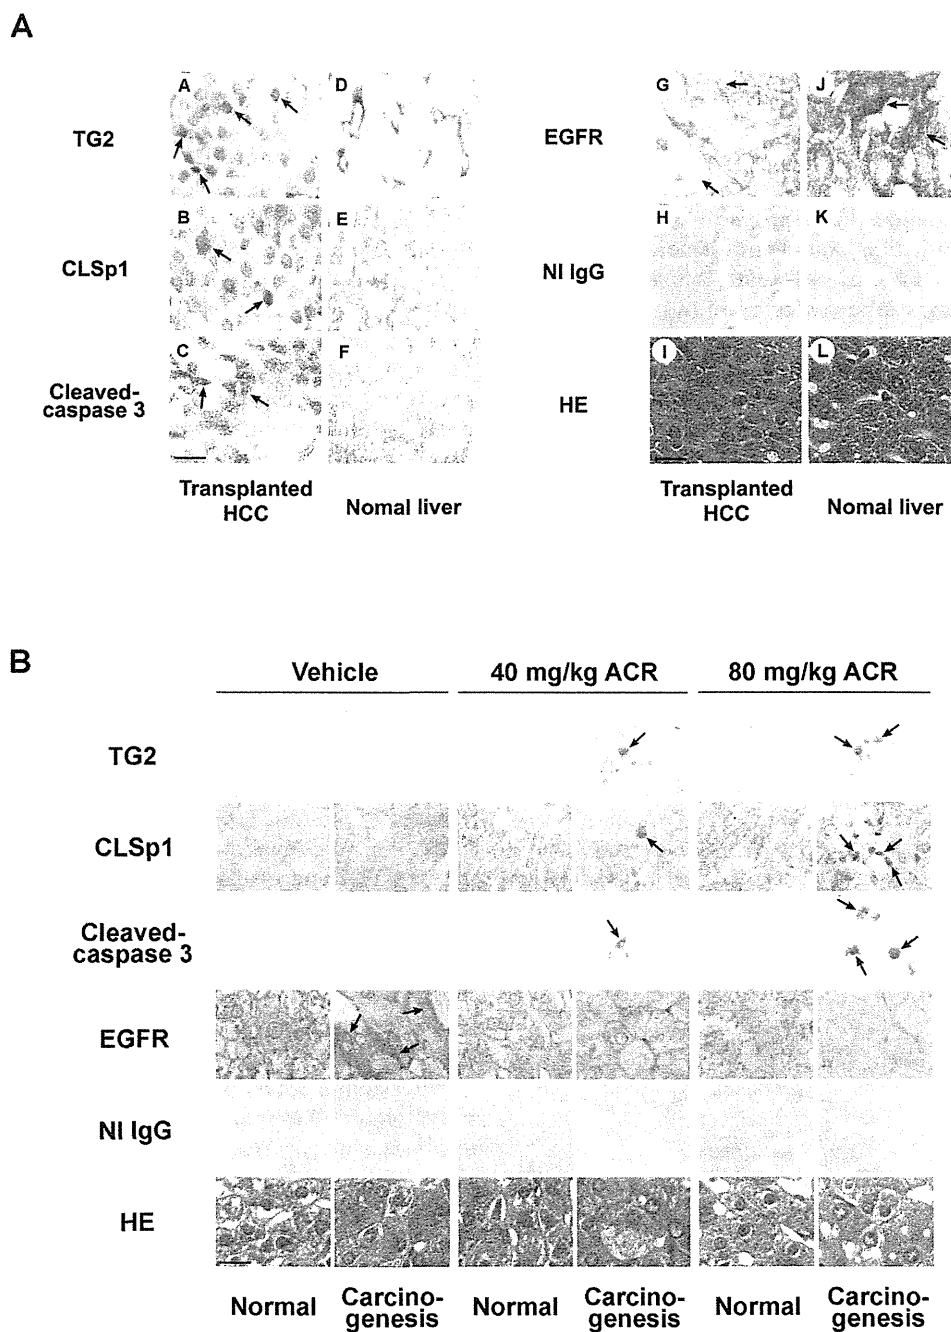 A
A
D
G
J
TG2
EGFR
B
E
H
K
CLSp1
NI IgG
C
F
I
L
Cleaved-
caspase 3
HE
Transplanted
HCC
Nomal liver
Transplanted
HCC
Nomal liver
B
Vehicle
40 mg/kg ACR
80 mg/kg ACR
TG2
CLSp1
Cleaved-
caspase 3
EGFR
NI IgG
HE
Normal
Carcino-
genesis
Normal
Carcino-
genesis
Normal
Carcino-
genesis